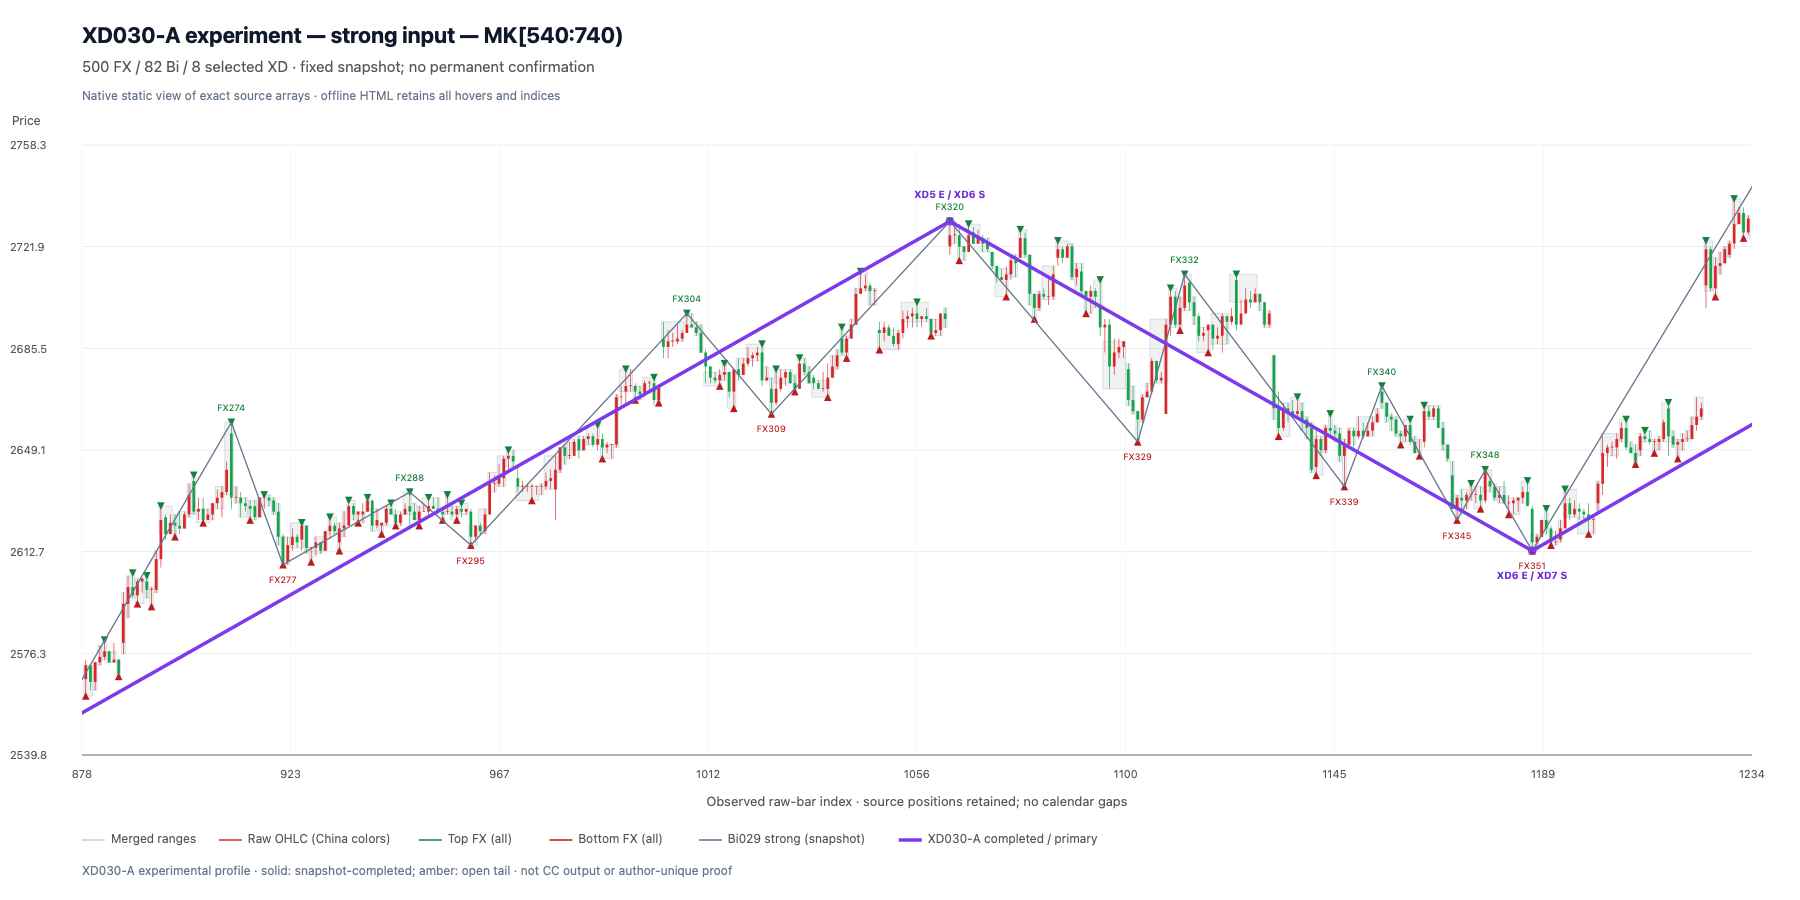 XD030-A experiment — strong input — MK[540:740)
500 FX / 82 Bi / 8 selected XD · fixed snapshot; no permanent confirmation
Native static view of exact source arrays · offline HTML retains all hovers and indices
Price
2758.3
XD5 E / XD6 S
FX320
2721.9
FX332
FX304
2685.5
FX340
FX274
FX309
2649.1
FX329
FX348
FX288
FX339
FX345
2612.7
FX295
FX351
XD6 E / XD7 S
FX277
2576.3
2539.8
878 923 967 1012 1056 1100 1145 1189 1234
Observed raw-bar index · source positions retained; no calendar gaps
Merged ranges Raw OHLC (China colors) Top FX (all) Bottom FX (all) Bi029 strong (snapshot) XD030-A completed / primary
XD030-A experimental profile · solid: snapshot-completed; amber: open tail · not CC output or author-unique proof